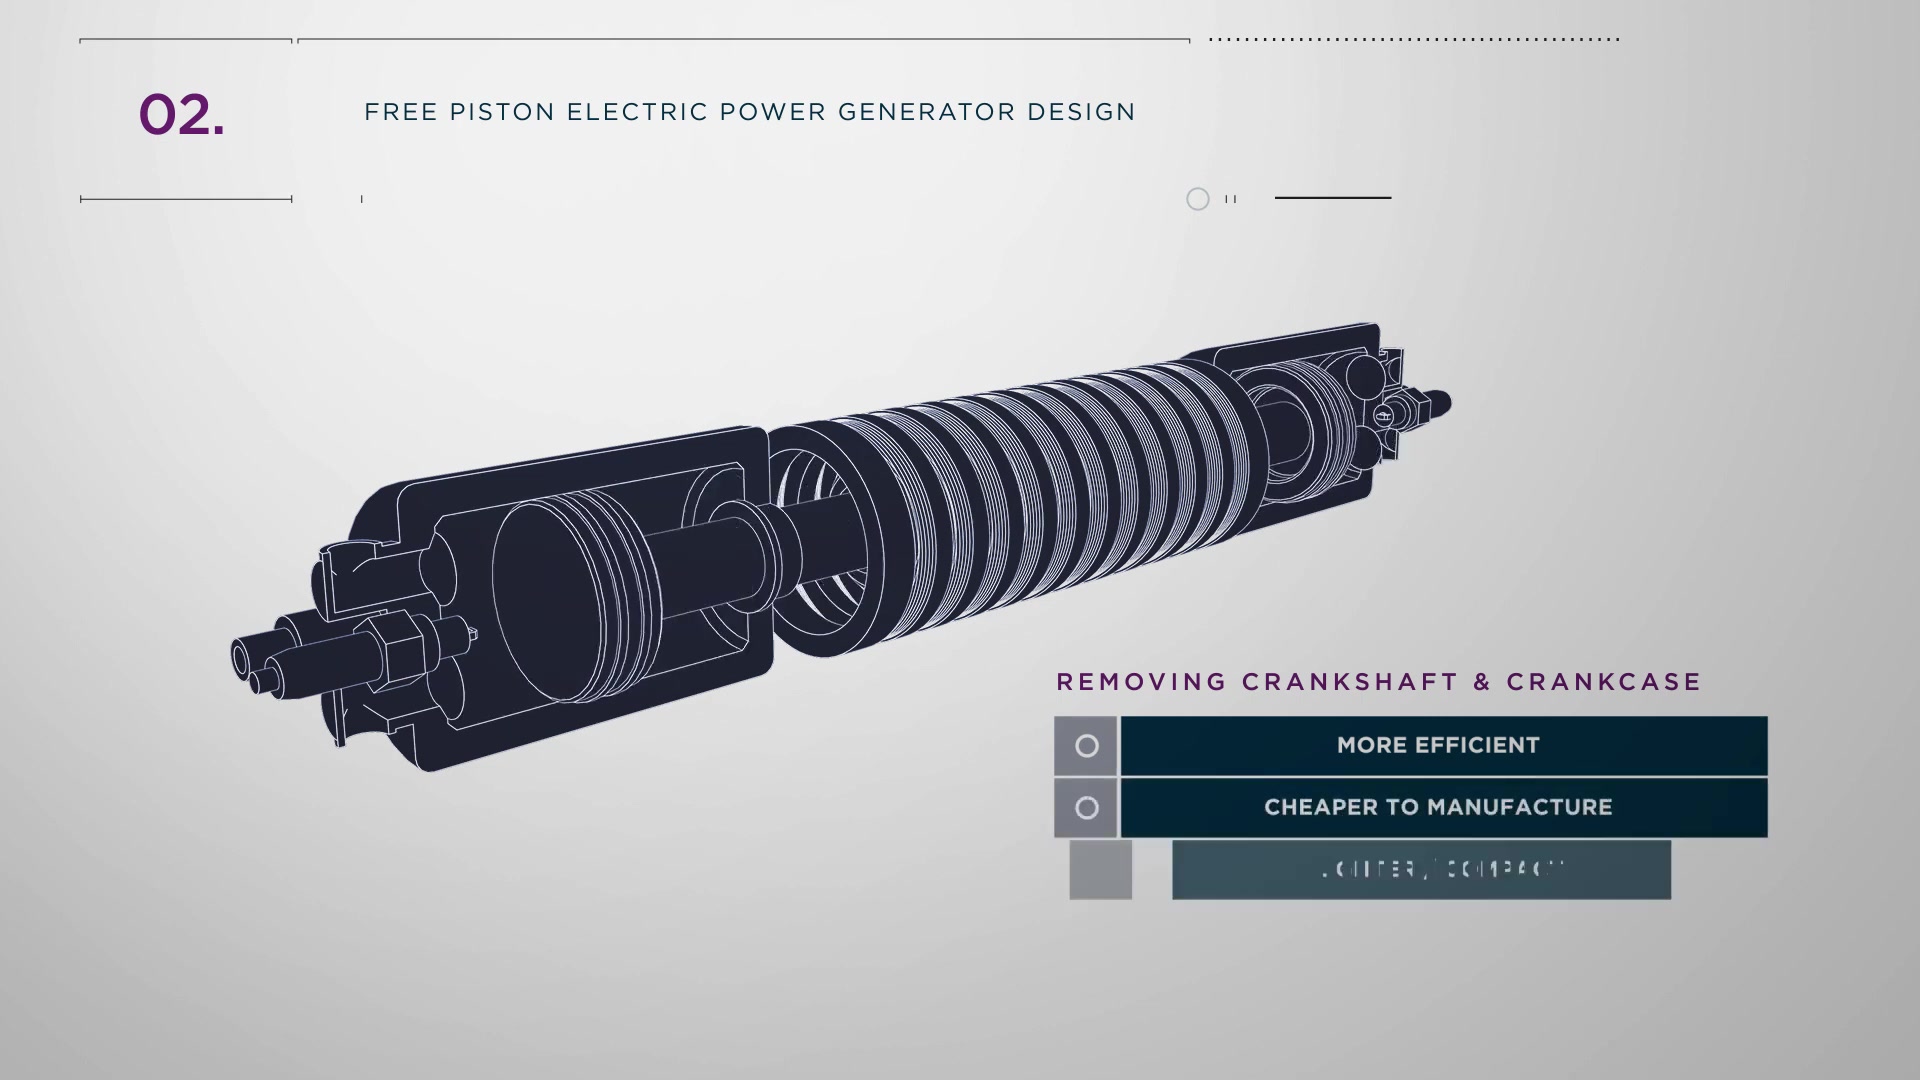 02.
FREE PISTON ELECTRIC POWER GENERATOR DESIGN
REMOVING CRANKSHAFT & CRANKCASE
MORE EFFICIENT
CHEAPER TO MANUFACTURE